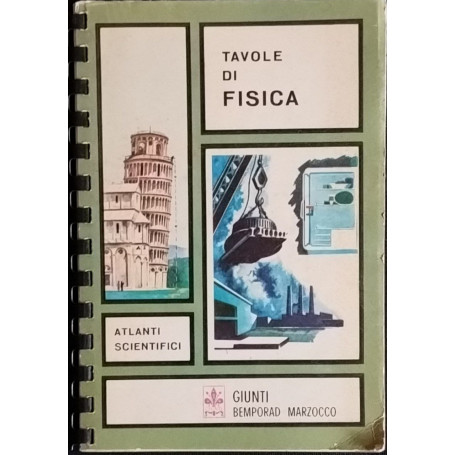 TAVOLE
DI
FISICA
ATLANTI
SCIENTIFICI
GIUNTI
BEMPORAD MARZOCCO